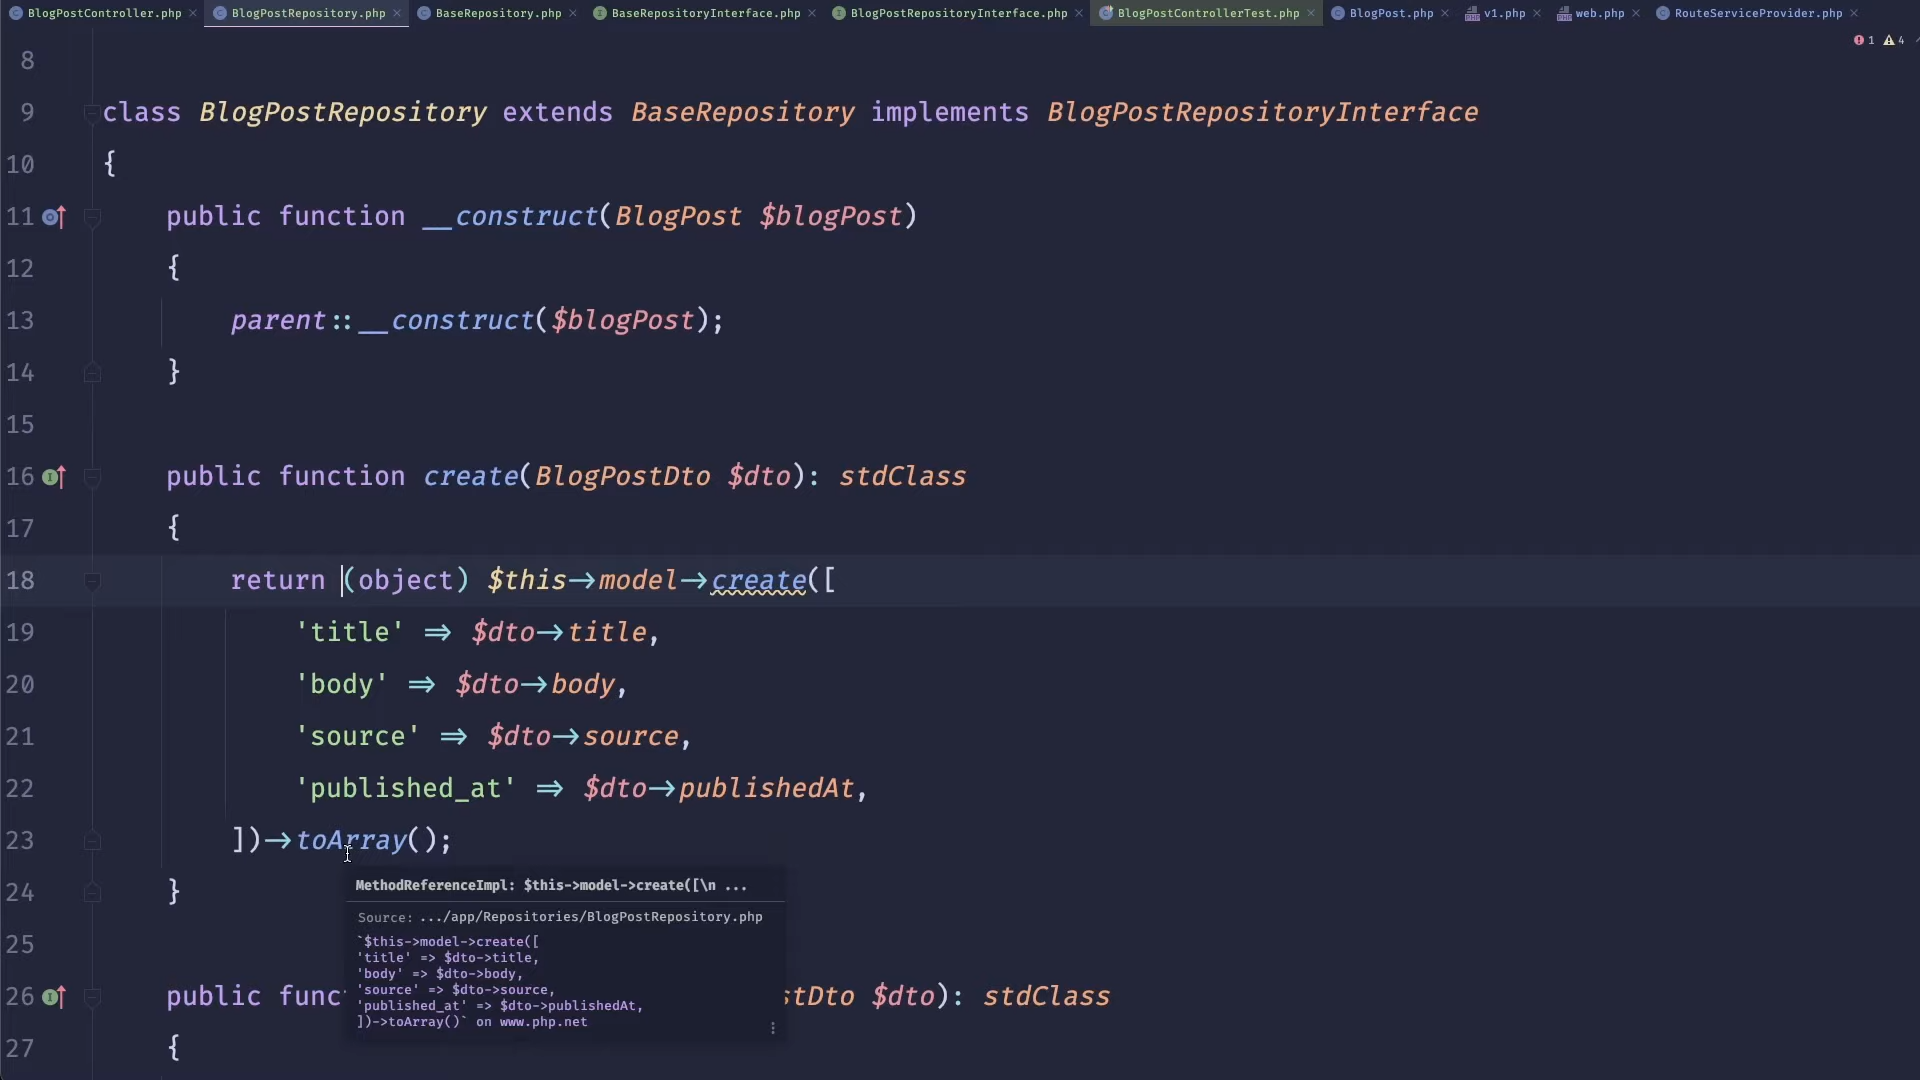 BlogPostController.php BlogPostRepository.php BaseRepository.php BaseRepositoryInterface.php BlogPostRepositoryInterface.php BlogPostControllerTest.php BlogPost.php v1.php web.php RouteServiceProvider.php
1 4
8
9 class BlogPostRepository extends BaseRepository implements BlogPostRepositoryInterface
10 {
11 public function __construct(BlogPost $blogPost)
12 {
13 parent::__construct($blogPost);
14 }
15
16 public function create(BlogPostDto $dto): stdClass
17 {
18 return (object) $this->model->create([
19 'title' => $dto->title,
20 'body' => $dto->body,
21 'source' => $dto->source,
22 'published_at' => $dto->publishedAt,
23 ])->toArray();
24 }
MethodReferenceImpl: $this->model->create([\n ...
Source: .../app/Repositories/BlogPostRepository.php
`$this->model->create([
'title' => $dto->title,
'body' => $dto->body,
'source' => $dto->source,
'published_at' => $dto->publishedAt,
])->toArray()` on www.php.net
25
26 public func stDto $dto): stdClass
27 {